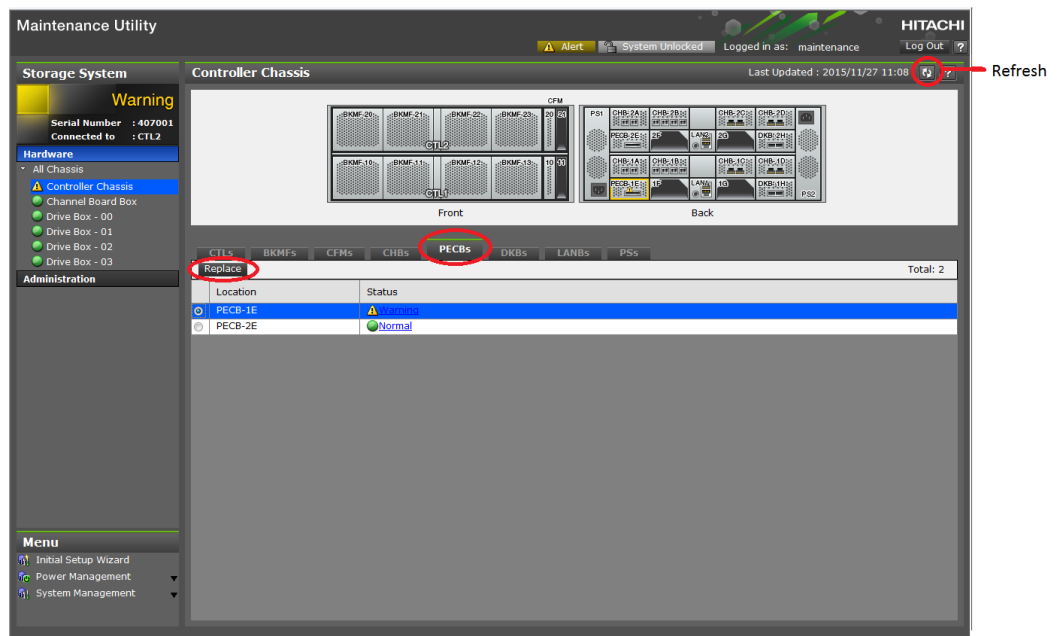 Maintenance Utility
HITACHI
Alert
System Unlocked
Logged in as: maintenance
Log Out
?
Storage System
Warning
Serial Number : 407001
Connected to : CTL2
Hardware
All Chassis
Controller Chassis
Channel Board Box
Drive Box - 00
Drive Box - 01
Drive Box - 02
Drive Box - 03
Administration
Menu
Initial Setup Wizard
Power Management
System Management
Controller Chassis
Last Updated : 2015/11/27 11:08
?
Refresh
CFM
BKMF-20 BKMF-21 BKMF-22 BKMF-23 20 21
CTL2
BKMF-10 BKMF-11 BKMF-12 BKMF-13 10 11
CTL1
Front
PS1 CHB-2A CHB-2B CHB-2C CHB-2D
PECB-2E 2F LAN2 2G DKB-2H
CHB-1A CHB-1B CHB-1C CHB-1D
PECB-1E 1F LAN1 1G DKB-1H PS2
Back
CTLs BKMFs CFMs CHBs PECBs DKBs LANBs PSs
Replace
Total: 2
Location Status
PECB-1E Warning
PECB-2E Normal